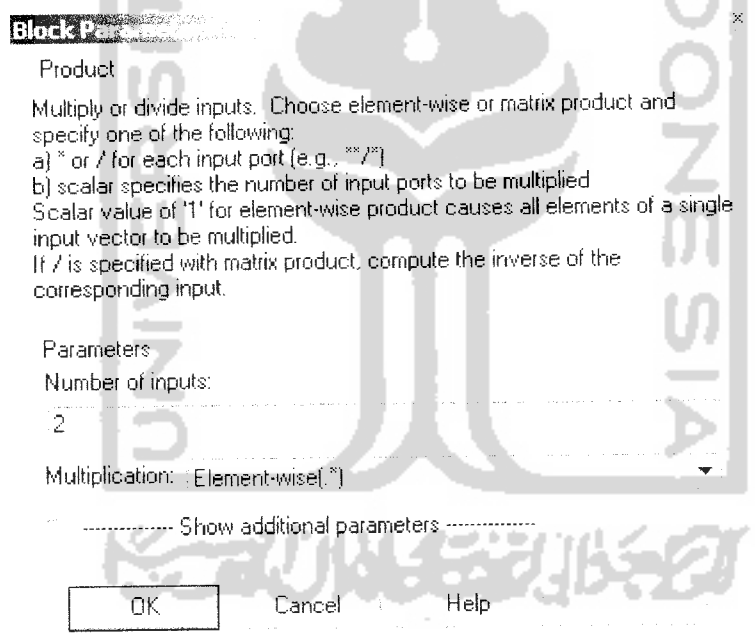 Block Parameters
Product
Multiply or divide inputs. Choose element-wise or matrix product and
specify one of the following:
a) * or / for each input port (e.g., **/*)
b) scalar specifies the number of input ports to be multiplied
Scalar value of '1' for element-wise product causes all elements of a single
input vector to be multiplied.
If / is specified with matrix product, compute the inverse of the
corresponding input.
Parameters
Number of inputs:
2
Multiplication: Element-wise(.*)
-------------- Show additional parameters --------------
OK Cancel Help